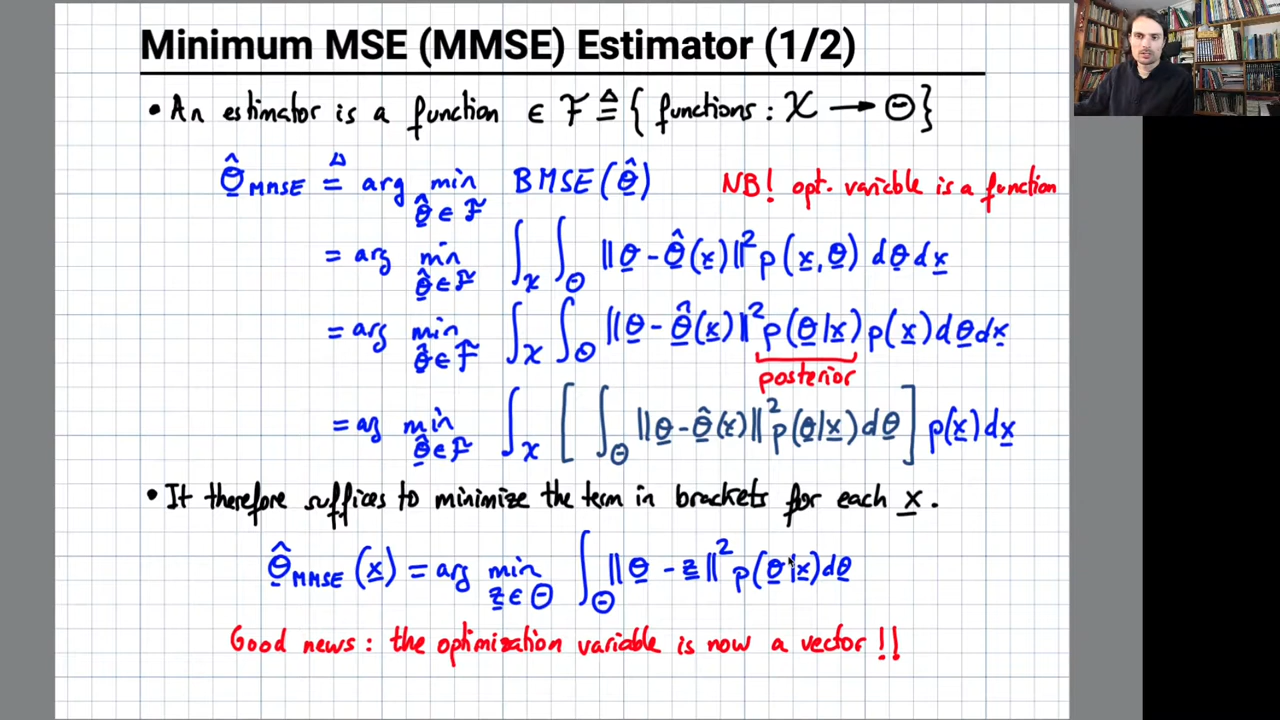 Minimum MSE (MMSE) Estimator (1/2)
• An estimator is a function ∈ ℱ ≜ { functions : 𝒳 → Θ }
θ̂_MMSE ≜ arg min_{θ̂∈ℱ} BMSE(θ̂) NB! opt. variable is a function
= arg min_{θ̂∈ℱ} ∫_𝒳 ∫_Θ ‖θ - θ̂(x)‖² p(x,θ) dθ dx
= arg min_{θ̂∈ℱ} ∫_𝒳 ∫_Θ ‖θ - θ̂(x)‖² p(θ|x) p(x) dθ dx
posterior
= ag min_{θ̂∈ℱ} ∫_𝒳 [ ∫_Θ ‖θ - θ̂(x)‖² p(θ|x) dθ ] p(x) dx
• It therefore suffices to minimize the term in brackets for each x.
θ̂_MMSE (x) = arg min_{z∈Θ} ∫_Θ ‖θ - z‖² p(θ|x) dθ
Good news : the optimization variable is now a vector !!